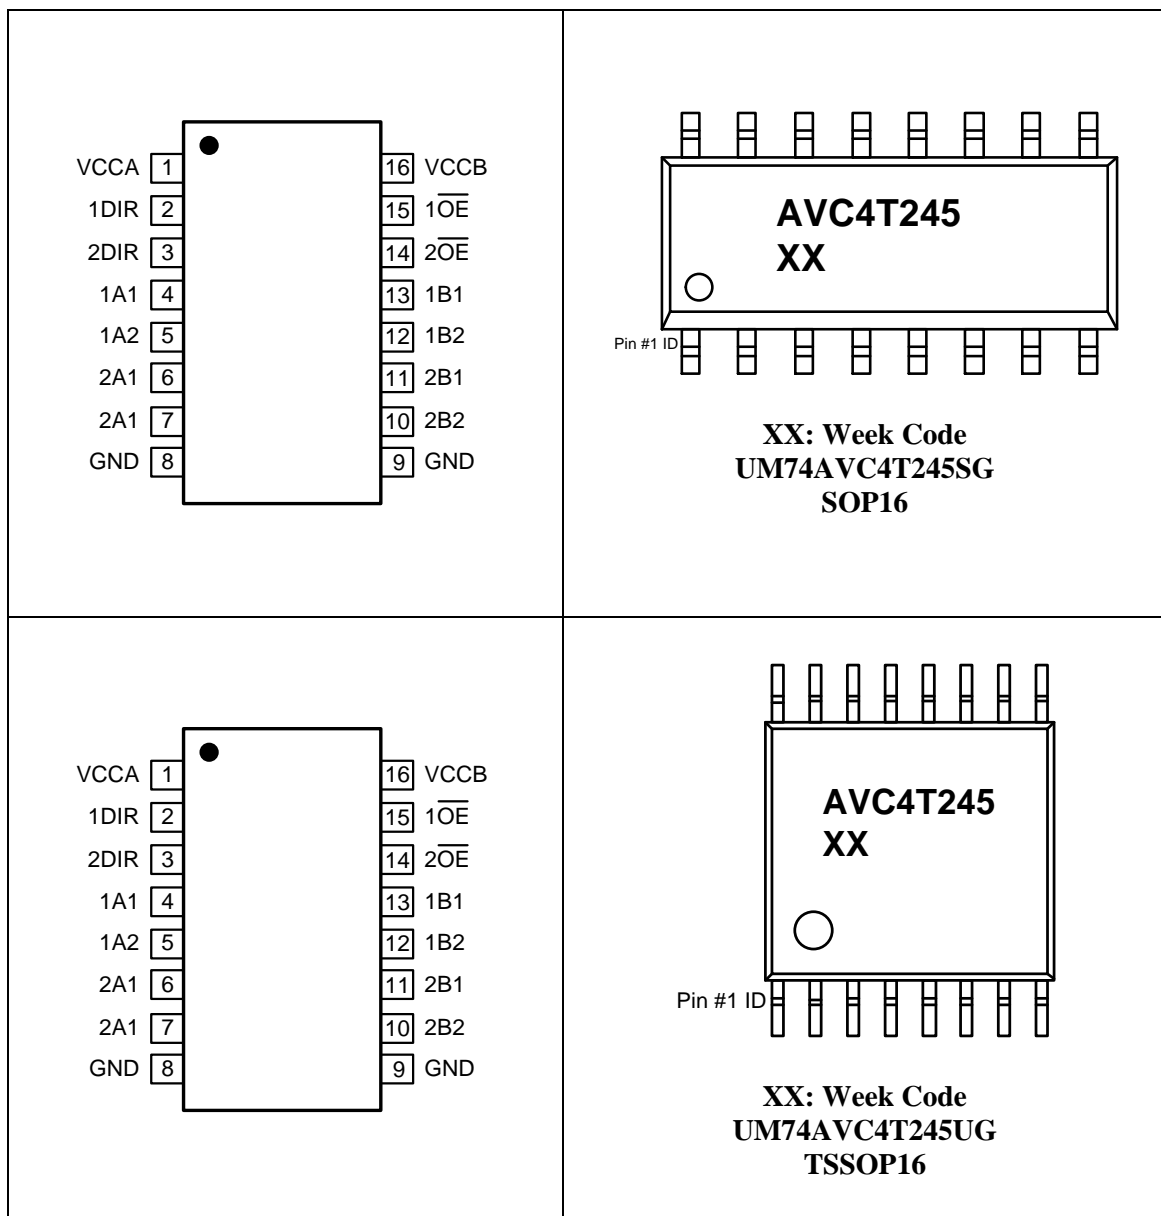 VCCA 1 16 VCCB
1DIR 2 15 1OE
2DIR 3 14 2OE
1A1 4 13 1B1
1A2 5 12 1B2
2A1 6 11 2B1
2A1 7 10 2B2
GND 8 9 GND
AVC4T245
XX
Pin #1 ID
XX: Week Code
UM74AVC4T245SG
SOP16
VCCA 1 16 VCCB
1DIR 2 15 1OE
2DIR 3 14 2OE
1A1 4 13 1B1
1A2 5 12 1B2
2A1 6 11 2B1
2A1 7 10 2B2
GND 8 9 GND
AVC4T245
XX
Pin #1 ID
XX: Week Code
UM74AVC4T245UG
TSSOP16